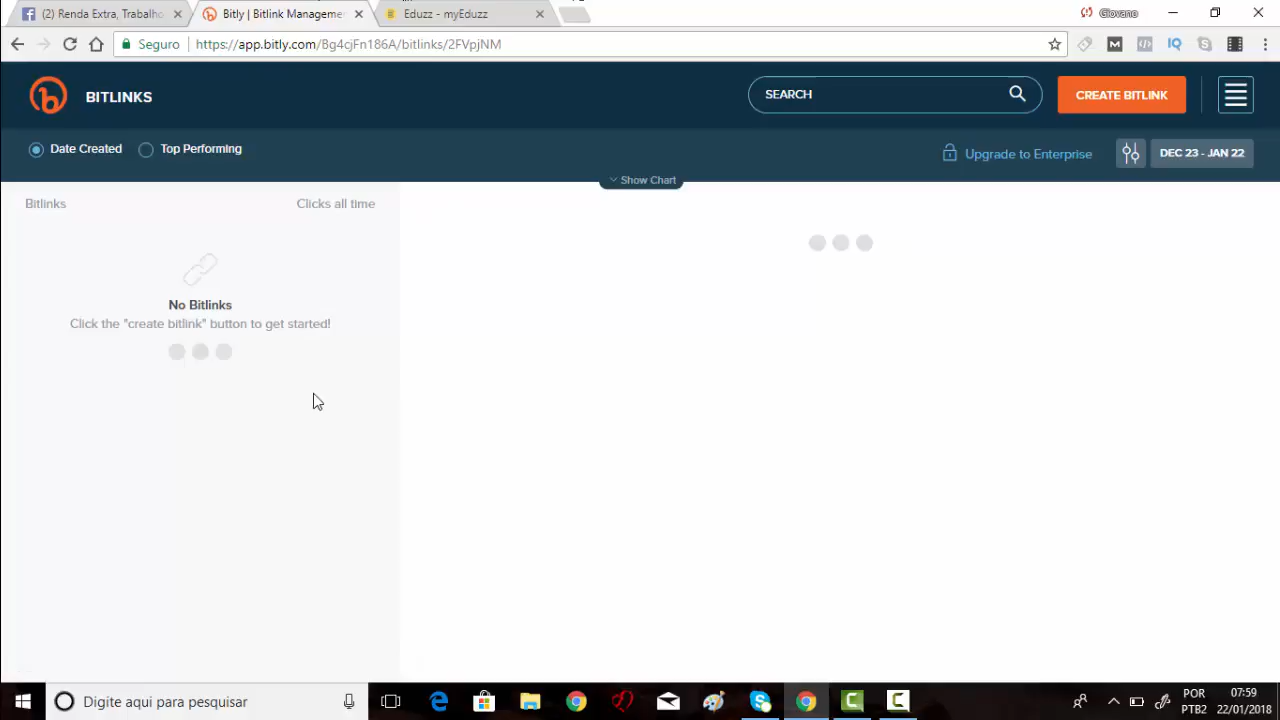 (2) Renda Extra, Trabalho
Bitly | Bitlink Manageme
Eduzz - myEduzz
Giovano
Seguro
https://app.bitly.com/Bg4cjFn186A/bitlinks/2FVpjNM
BITLINKS
SEARCH
CREATE BITLINK
Date Created
Top Performing
Upgrade to Enterprise
DEC 23 - JAN 22
Show Chart
Bitlinks
Clicks all time
No Bitlinks
Click the "create bitlink" button to get started!
Digite aqui para pesquisar
POR
PTB2
07:59
22/01/2018